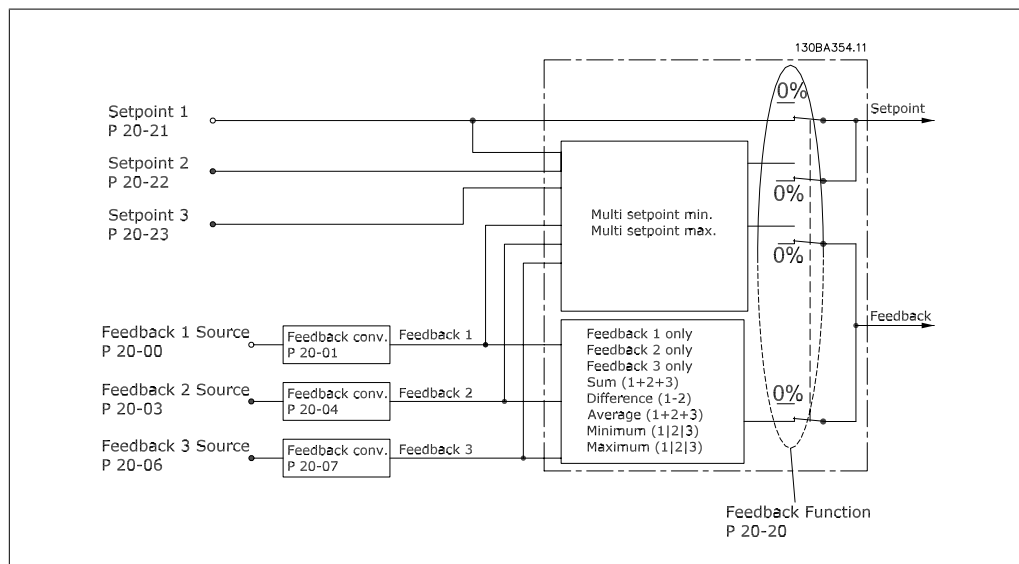 130BA354.11
0%
Setpoint 1
P 20-21
Setpoint
Setpoint 2
P 20-22
0%
Setpoint 3
P 20-23
Multi setpoint min.
Multi setpoint max.
0%
Feedback
Feedback 1 Source
P 20-00
Feedback conv.
P 20-01
Feedback 1
Feedback 2 Source
P 20-03
Feedback conv.
P 20-04
Feedback 2
Feedback 3 Source
P 20-06
Feedback conv.
P 20-07
Feedback 3
Feedback 1 only
Feedback 2 only
Feedback 3 only
Sum (1+2+3)
Difference (1-2)
Average (1+2+3)
Minimum (1|2|3)
Maximum (1|2|3)
0%
Feedback Function
P 20-20